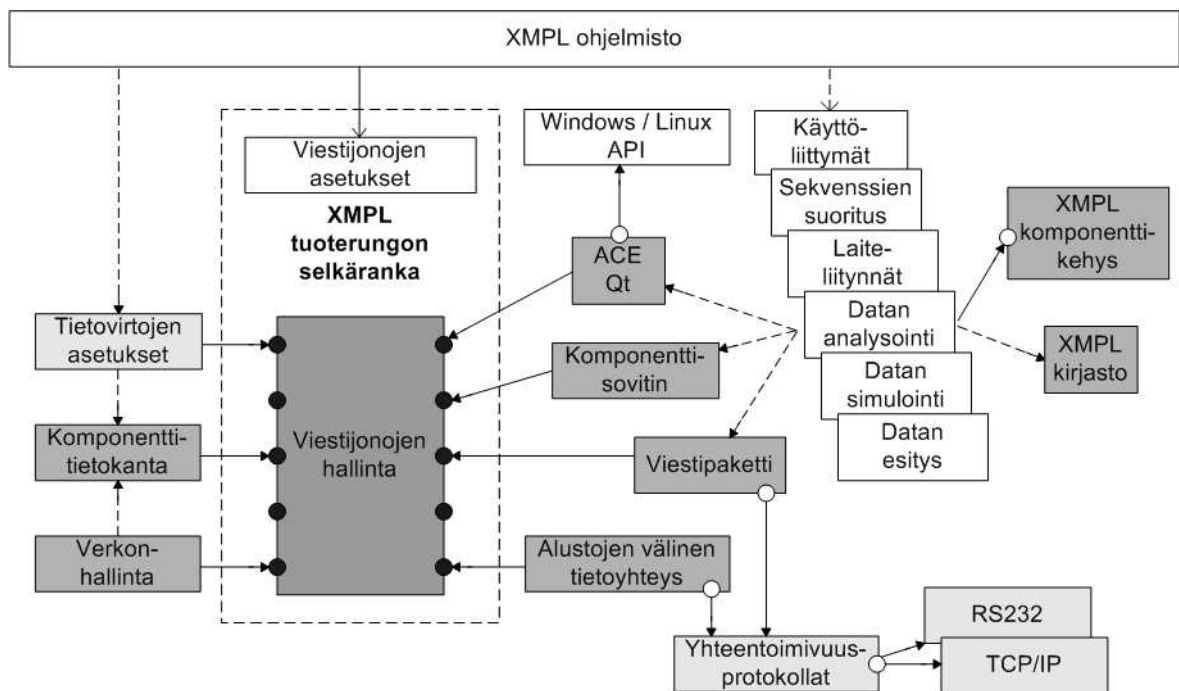 XMPL ohjelmisto
Viestijonojen
asetukset
XMPL
tuoterungon
selkäranka
Windows / Linux
API
Käyttö-
liittymät
Sekvenssien
suoritus
Laite-
liitynnät
Datan
analysointi
Datan
simulointi
Datan
esitys
XMPL
komponentti-
kehys
XMPL
kirjasto
ACE
Qt
Tietovirtojen
asetukset
Komponentti-
sovitin
Komponentti-
tietokanta
Viestijonojen
hallinta
Viestipaketti
Verkon-
hallinta
Alustojen välinen
tietoyhteys
Yhteentoimivuus-
protokollat
RS232
TCP/IP